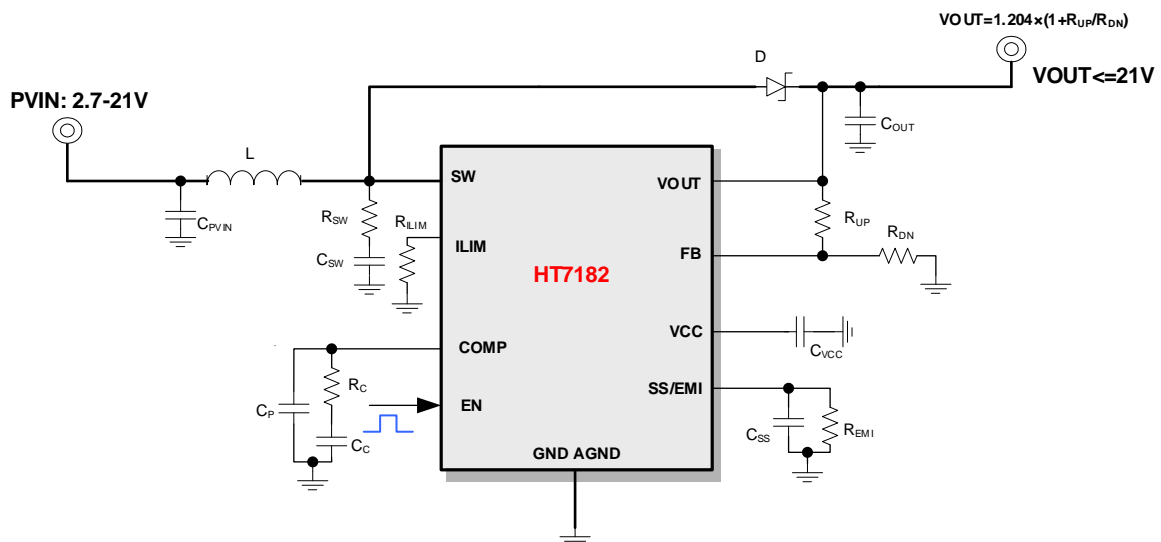 VOUT=1.204×(1+RUP/RDN)
D
VOUT<=21V
PVIN: 2.7-21V
COUT
L
SW
VOUT
RSW
RILIM
RUP
CPVIN
RDN
ILIM
FB
CSW
HT7182
VCC
COMP
CVCC
RC
SS/EMI
CP
EN
CSS
REMI
CC
GND AGND